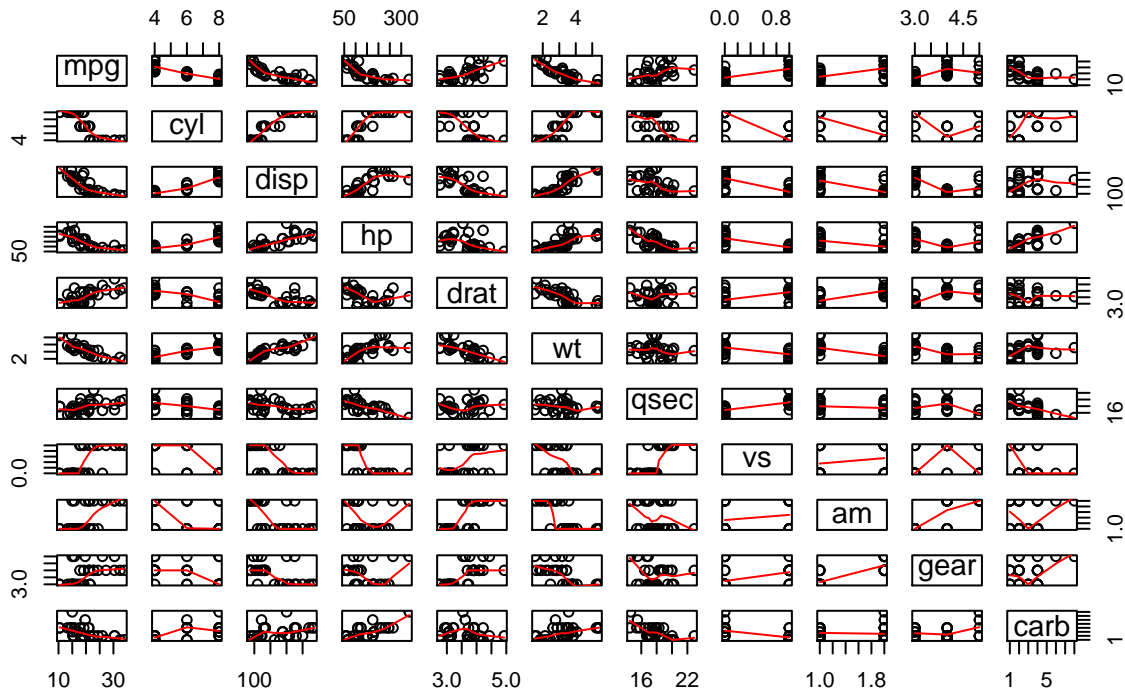 4 6 8 50 300 2 4 0.0 0.8 3.0 4.5
mpg 10
4 cyl
disp 100
50 hp
drat 3.0
2 wt
qsec 16
0.0 vs
am 1.0
3.0 gear
carb 1
10 30 100 3.0 5.0 16 22 1.0 1.8 1 5